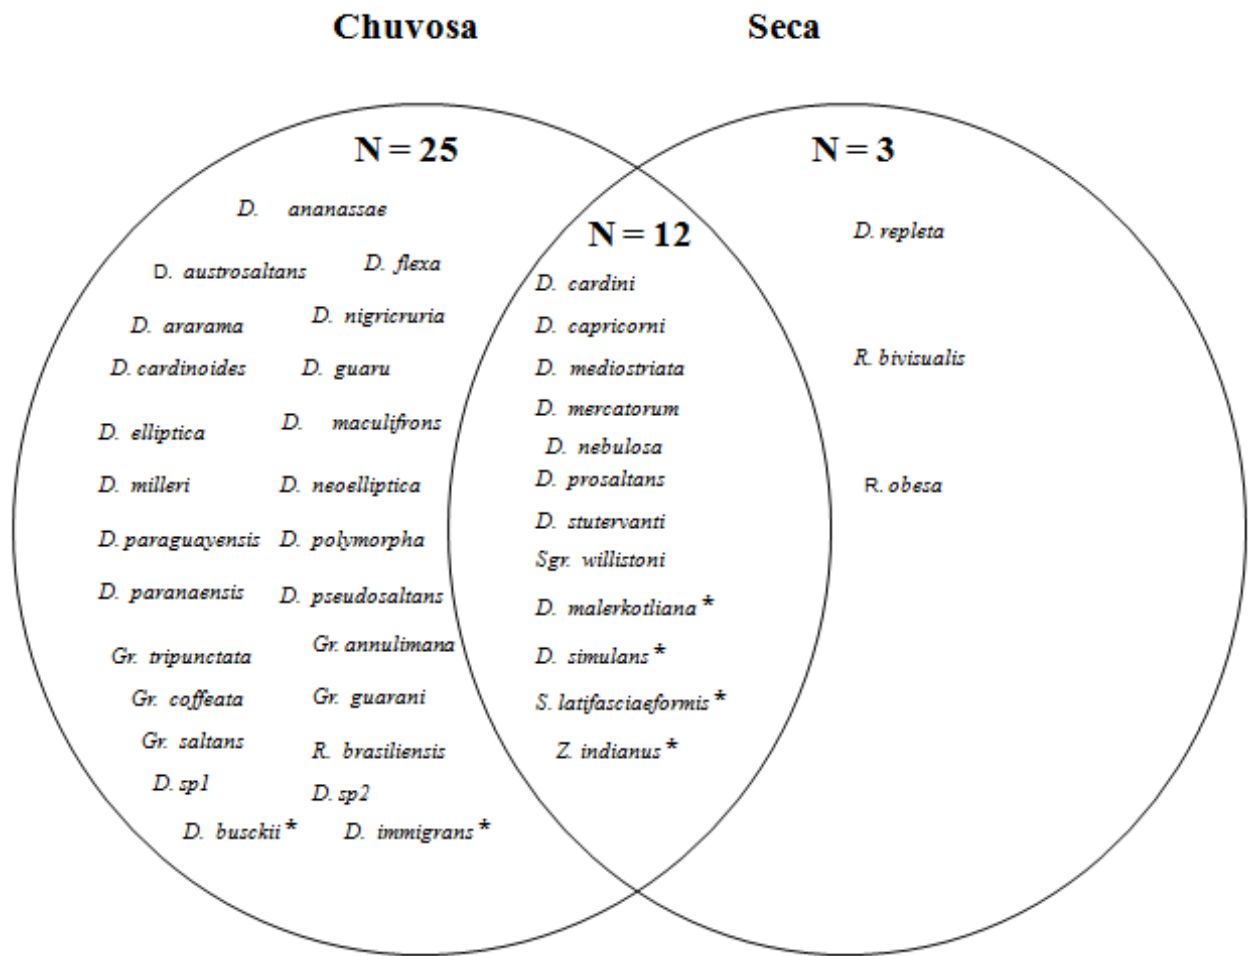 Chuvosa
Seca
N = 25
D. ananassae
D. austrosaltans
D. flexa
D. ararama
D. nigricruria
D. cardinoides
D. guaru
D. elliptica
D. maculifrons
D. milleri
D. neoelliptica
D. paraguayensis
D. polymorpha
D. paranaensis
D. pseudosaltans
Gr. tripunctata
Gr. annulimana
Gr. coffeata
Gr. guarani
Gr. saltans
R. brasiliensis
D. sp1
D. sp2
D. busckii *
D. immigrans *
N = 12
D. cardini
D. capricorni
D. mediostriata
D. mercatorum
D. nebulosa
D. prosaltans
D. stutervanti
Sgr. willistoni
D. malerkotliana *
D. simulans *
S. latifasciaeformis *
Z. indianus *
N = 3
D. repleta
R. bivisualis
R. obesa